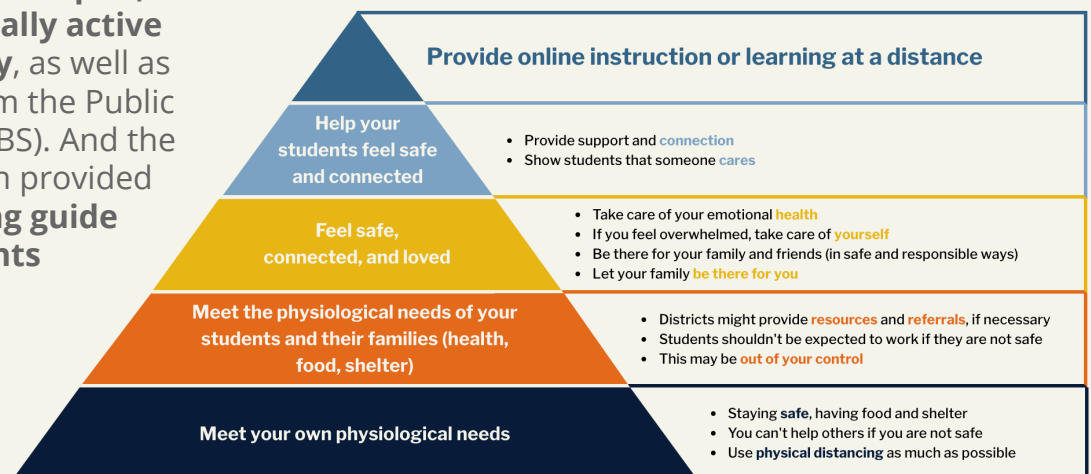 ally active
y, as well as
m the Public
BS). And the
n provided
ng guide
nts
Provide online instruction or learning at a distance
Help your
students feel safe
and connected
• Provide support and connection
• Show students that someone cares
Feel safe,
connected, and loved
• Take care of your emotional health
• If you feel overwhelmed, take care of yourself
• Be there for your family and friends (in safe and responsible ways)
• Let your family be there for you
Meet the physiological needs of your
students and their families (health,
food, shelter)
• Districts might provide resources and referrals, if necessary
• Students shouldn't be expected to work if they are not safe
• This may be out of your control
Meet your own physiological needs
• Staying safe, having food and shelter
• You can't help others if you are not safe
• Use physical distancing as much as possible